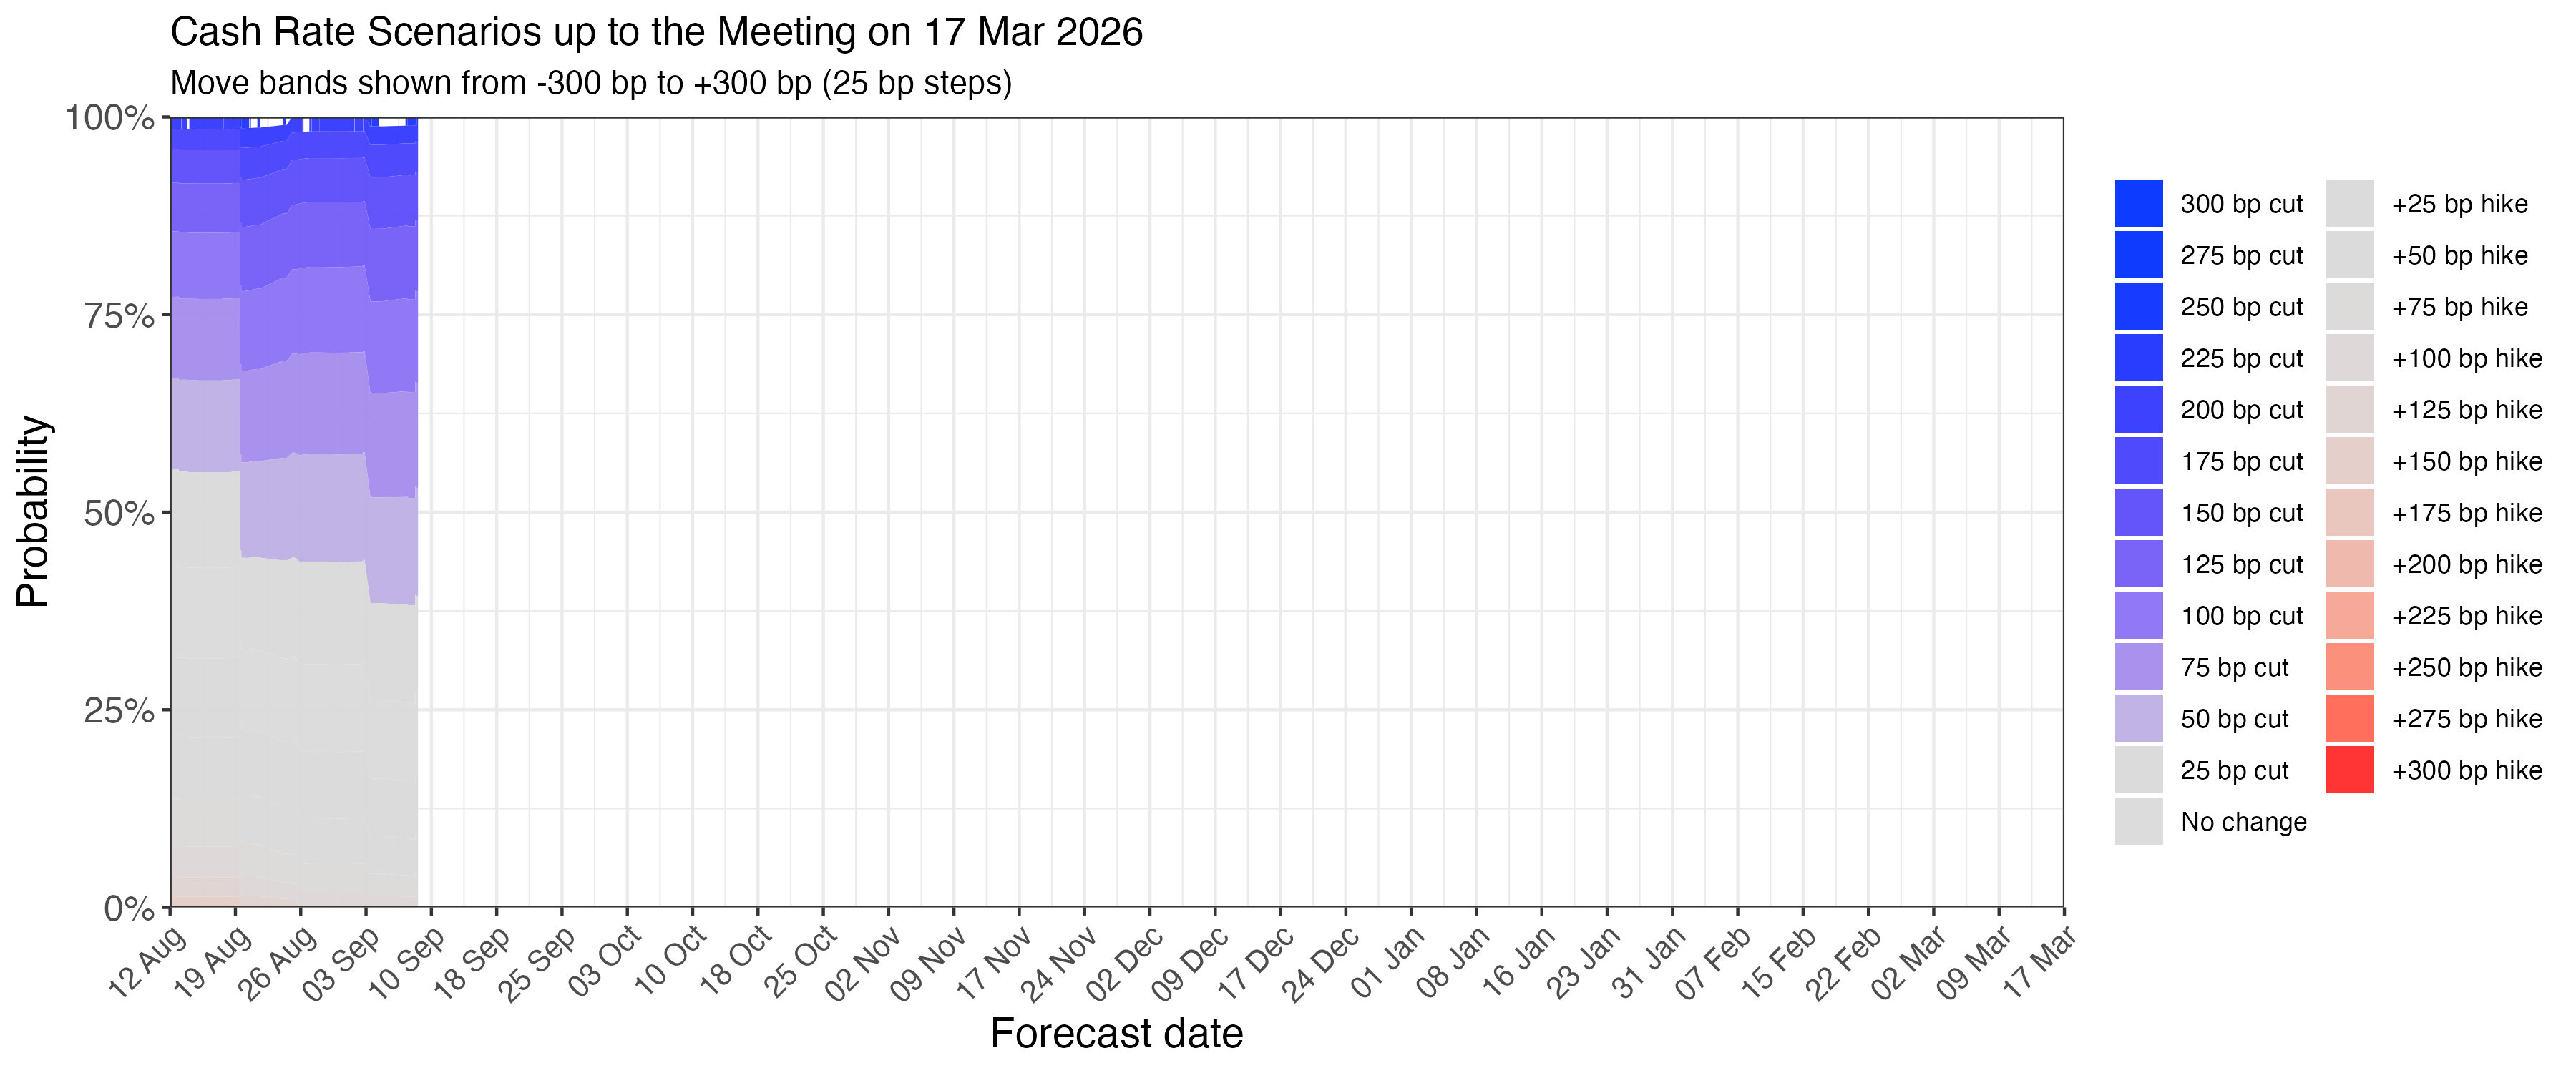 Cash Rate Scenarios up to the Meeting on 17 Mar 2026
Move bands shown from -300 bp to +300 bp (25 bp steps)
Probability
100%
75%
50%
25%
0%
12 Aug
19 Aug
26 Aug
03 Sep
10 Sep
18 Sep
25 Sep
03 Oct
10 Oct
18 Oct
25 Oct
02 Nov
09 Nov
17 Nov
24 Nov
02 Dec
09 Dec
17 Dec
24 Dec
01 Jan
08 Jan
16 Jan
23 Jan
31 Jan
07 Feb
15 Feb
22 Feb
02 Mar
09 Mar
17 Mar
Forecast date
300 bp cut
275 bp cut
250 bp cut
225 bp cut
200 bp cut
175 bp cut
150 bp cut
125 bp cut
100 bp cut
75 bp cut
50 bp cut
25 bp cut
No change
+25 bp hike
+50 bp hike
+75 bp hike
+100 bp hike
+125 bp hike
+150 bp hike
+175 bp hike
+200 bp hike
+225 bp hike
+250 bp hike
+275 bp hike
+300 bp hike